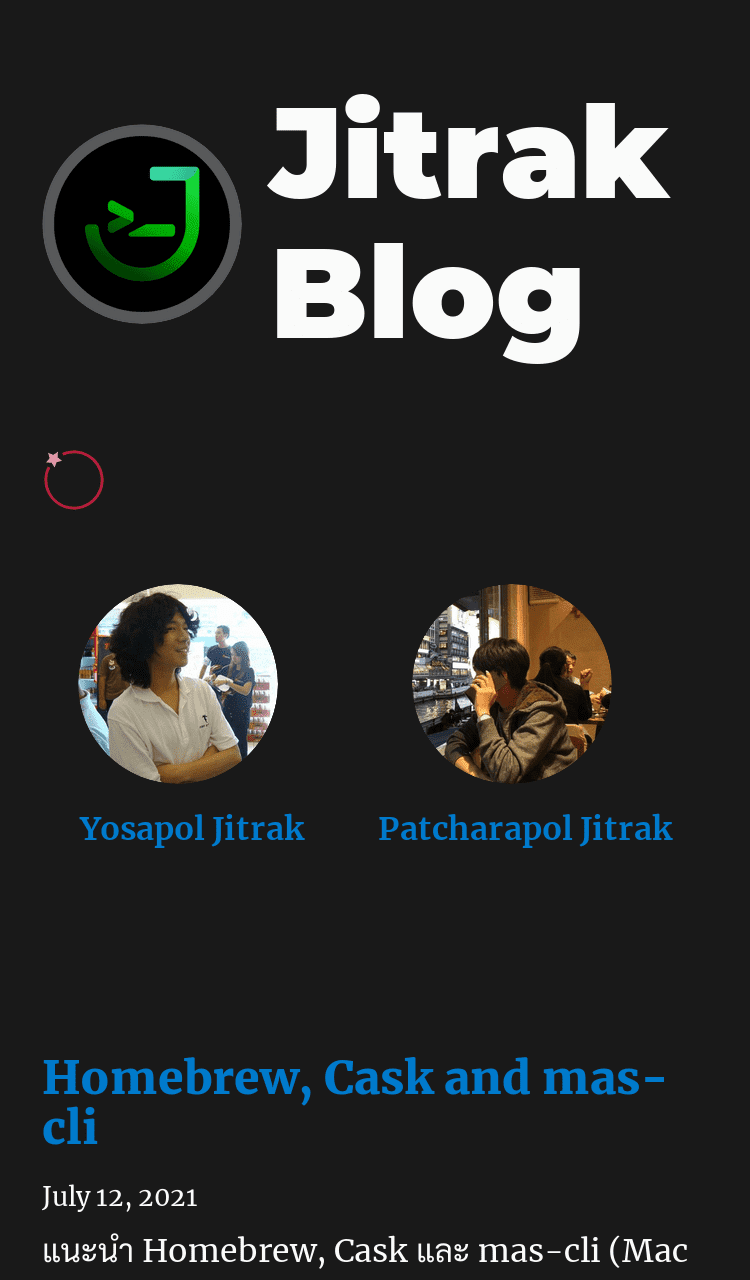 Jitrak
Blog
Yosapol Jitrak
Patcharapol Jitrak
Homebrew, Cask and mas-
cli
July 12, 2021
แนะนำ Homebrew, Cask และ mas-cli (Mac